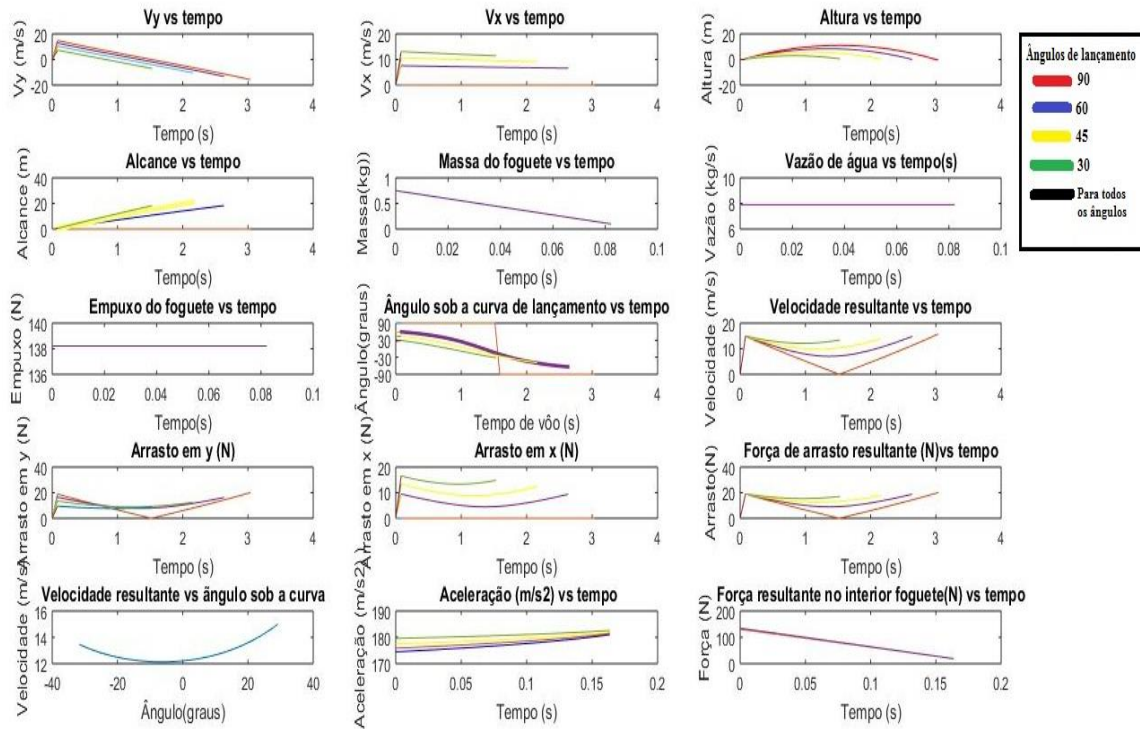 Vy vs tempo
Vy (m/s)
20
0
-20
0 1 2 3 4
Tempo (s)
Vx vs tempo
Vx (m/s)
20
10
0
0 1 2 3 4
Tempo (s)
Altura vs tempo
Altura (m)
20
0
-20
0 1 2 3 4
Tempo (s)
Ângulos de lançamento
90
60
45
30
Para todos
os ângulos
Alcance vs tempo
Alcance (m)
40
20
0
0 1 2 3 4
Tempo(s)
Massa do foguete vs tempo
Massa(kg))
1
0.5
0
0 0.02 0.04 0.06 0.08 0.1
Tempo (s)
Vazão de água vs tempo(s)
Vazão (kg/s)
10
8
6
0 0.02 0.04 0.06 0.08 0.1
Tempo (s)
Empuxo do foguete vs tempo
Empuxo (N)
140
138
136
0 0.02 0.04 0.06 0.08 0.1
Tempo(s)
Ângulo sob a curva de lançamento vs tempo
Ângulo(graus)
90
30
-30
-90
0 1 2 3 4
Tempo de vôo (s)
Velocidade resultante vs tempo
Velocidade (m/s)
20
10
0
0 1 2 3 4
Tempo (s)
Arrasto em y (N)
Arrasto em y (N)
40
20
0
0 1 2 3 4
Tempo (s)
Arrasto em x (N)
Arrasto em x (N)
20
10
0
0 1 2 3 4
Tempo (s)
Força de arrasto resultante (N)vs tempo
Arrasto(N)
40
20
0
0 1 2 3 4
Tempo (s)
Velocidade resultante vs ângulo sob a curva
Velocidade (m/s)
16
14
12
-40 -20 0 20 40
Ângulo(graus)
Aceleração (m/s2) vs tempo
Aceleração (m/s2)
190
180
170
0 0.05 0.1 0.15 0.2
Tempo (s)
Força resultante no interior foguete(N) vs tempo
Força (N)
200
100
0
0 0.05 0.1 0.15 0.2
Tempo (s)